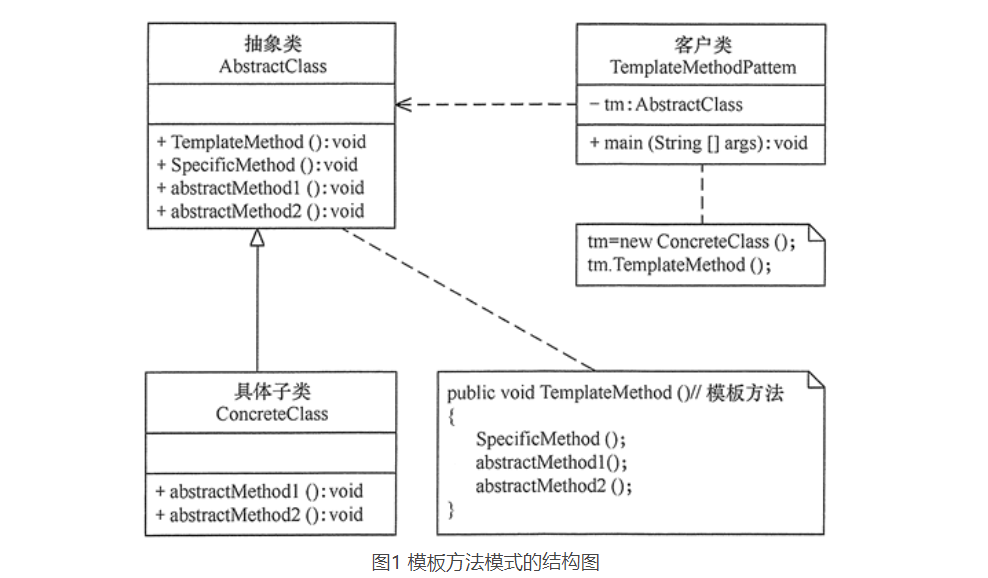 抽象类
AbstractClass
+ TemplateMethod (): void
+ SpecificMethod (): void
+ abstractMethod1 (): void
+ abstractMethod2 (): void
客户类
TemplateMethodPattem
− tm: AbstractClass
+ main (String [] args): void
tm=new ConcreteClass ();
tm.TemplateMethod ();
具体子类
ConcreteClass
+ abstractMethod1 (): void
+ abstractMethod2 (): void
public void TemplateMethod ()// 模板方法
{
SpecificMethod ();
abstractMethod1();
abstractMethod2 ();
}
图1 模板方法模式的结构图